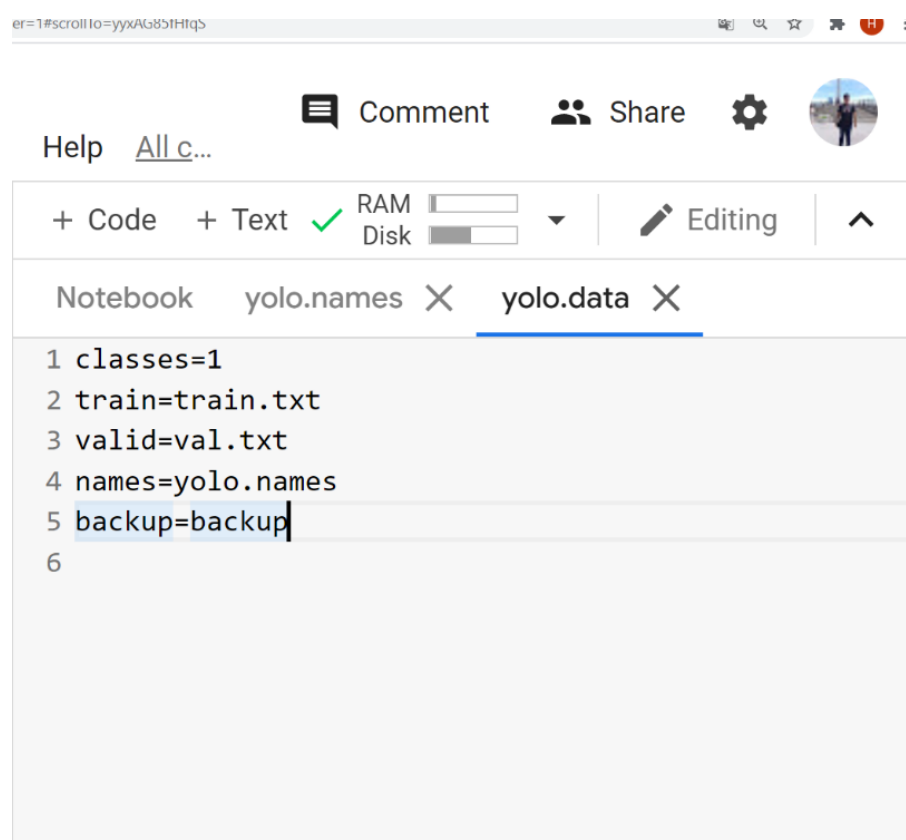 er=1#scrollTo=yyxAG85fHfqS
H
Comment
Share
Help All c...
+ Code + Text RAM
Disk
Editing
Notebook yolo.names yolo.data
1 classes=1
2 train=train.txt
3 valid=val.txt
4 names=yolo.names
5 backup=backup
6